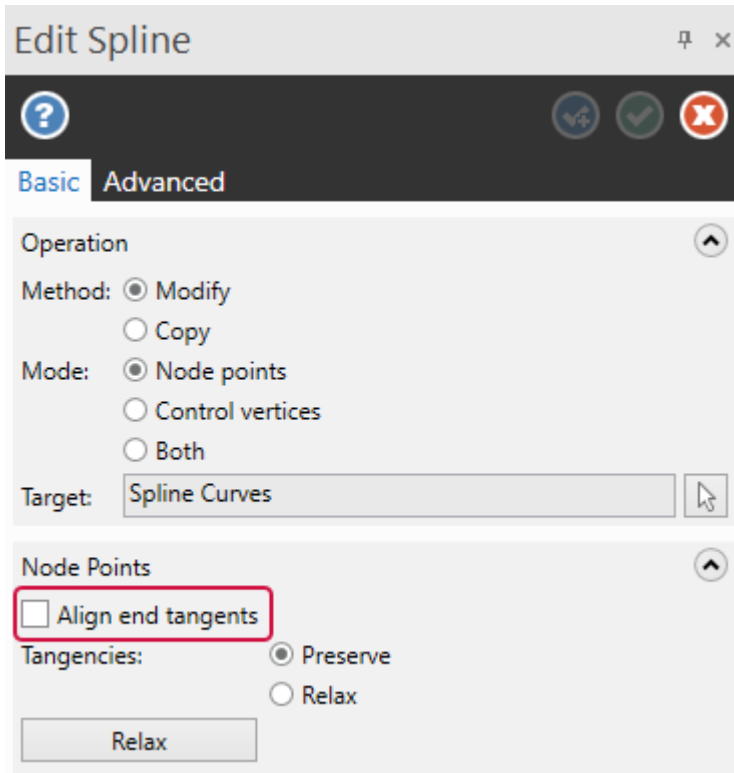 Edit Spline
Basic Advanced
Operation
Method: Modify
Copy
Mode: Node points
Control vertices
Both
Target: Spline Curves
Node Points
Align end tangents
Tangencies: Preserve
Relax
Relax